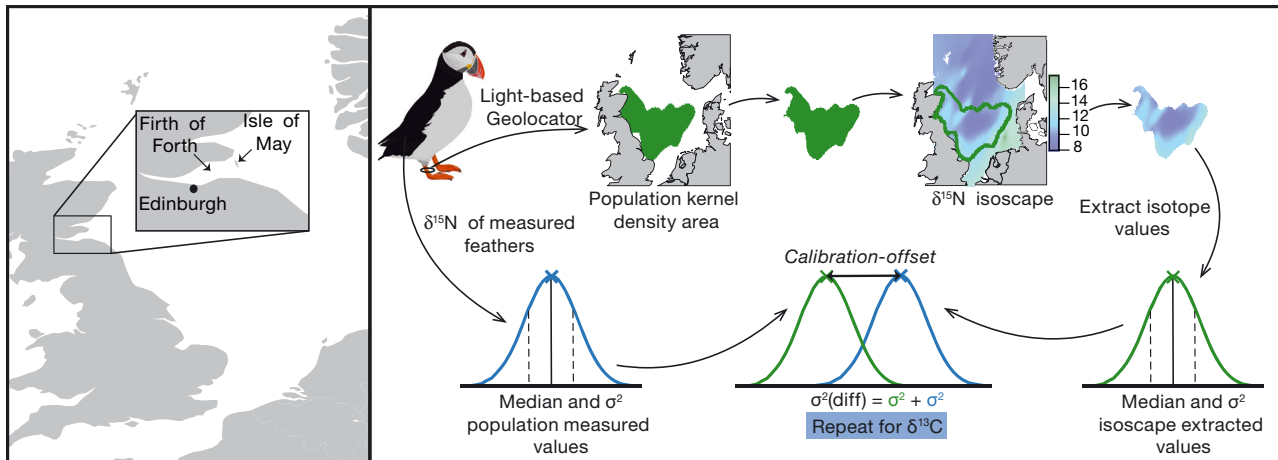 Firth of
Forth
Isle of
May
Edinburgh
Light-based
Geolocator
Population kernel
density area
δ¹⁵N isoscape
16
14
12
10
8
Extract isotope
values
δ¹⁵N of measured
feathers
Calibration-offset
Median and σ²
population measured
values
σ²(diff) = σ² + σ²
Repeat for δ¹³C
Median and σ²
isoscape extracted
values